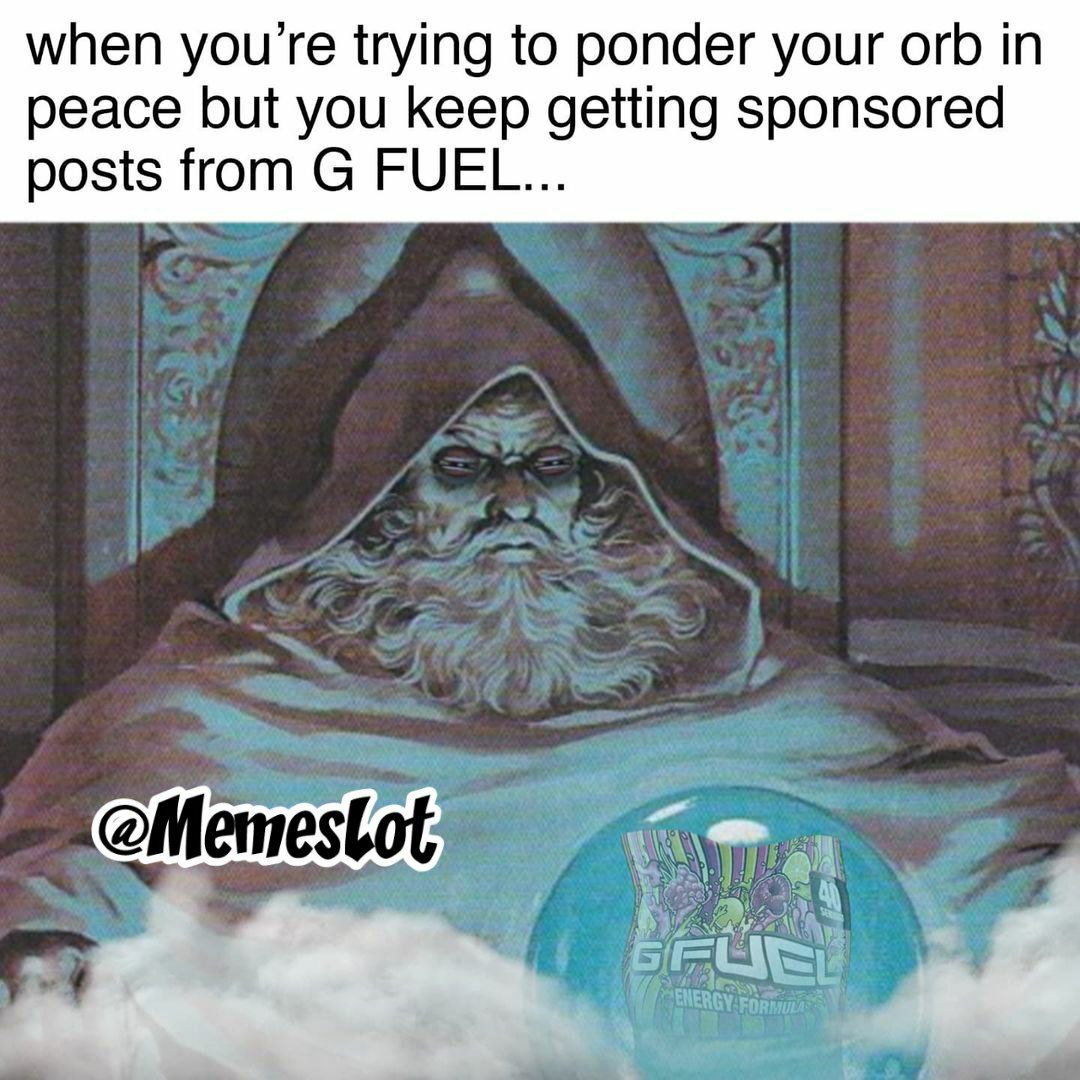 when you’re trying to ponder your orb in
peace but you keep getting sponsored
posts from G FUEL...
@MemesLot
G FUEL
ENERGY FORMULA